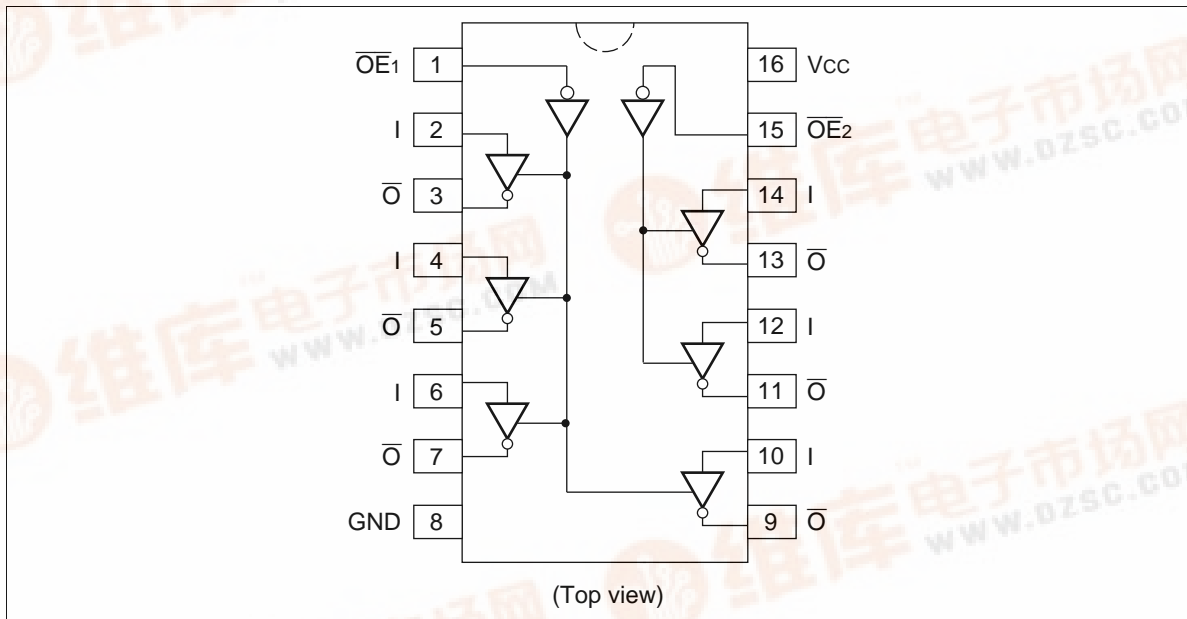 OE1 1
I 2
O 3
I 4
O 5
I 6
O 7
GND 8
16 VCC
15 OE2
14 I
13 O
12 I
11 O
10 I
9 O
(Top view)
维库电子市场网
WWW.DZSC.COM